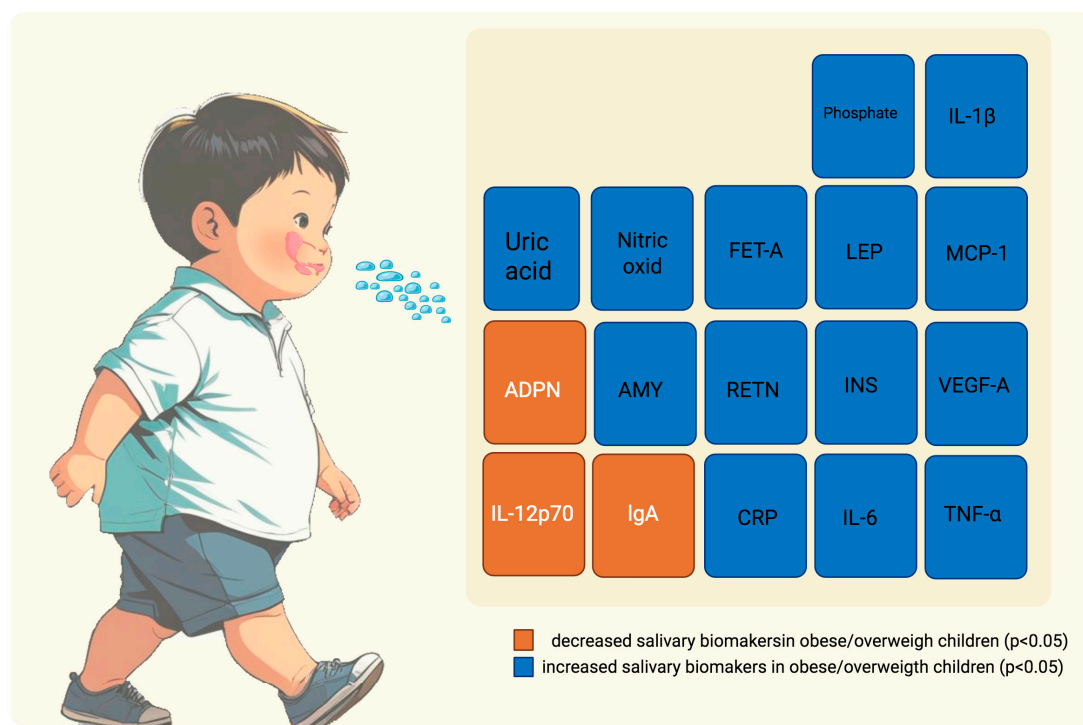 Phosphate
IL-1β
Uric
acid
Nitric
oxid
FET-A
LEP
MCP-1
ADPN
AMY
RETN
INS
VEGF-A
IL-12p70
IgA
CRP
IL-6
TNF-α
decreased salivary biomakersin obese/overweigh children (p<0.05)
increased salivary biomakers in obese/overweigth children (p<0.05)